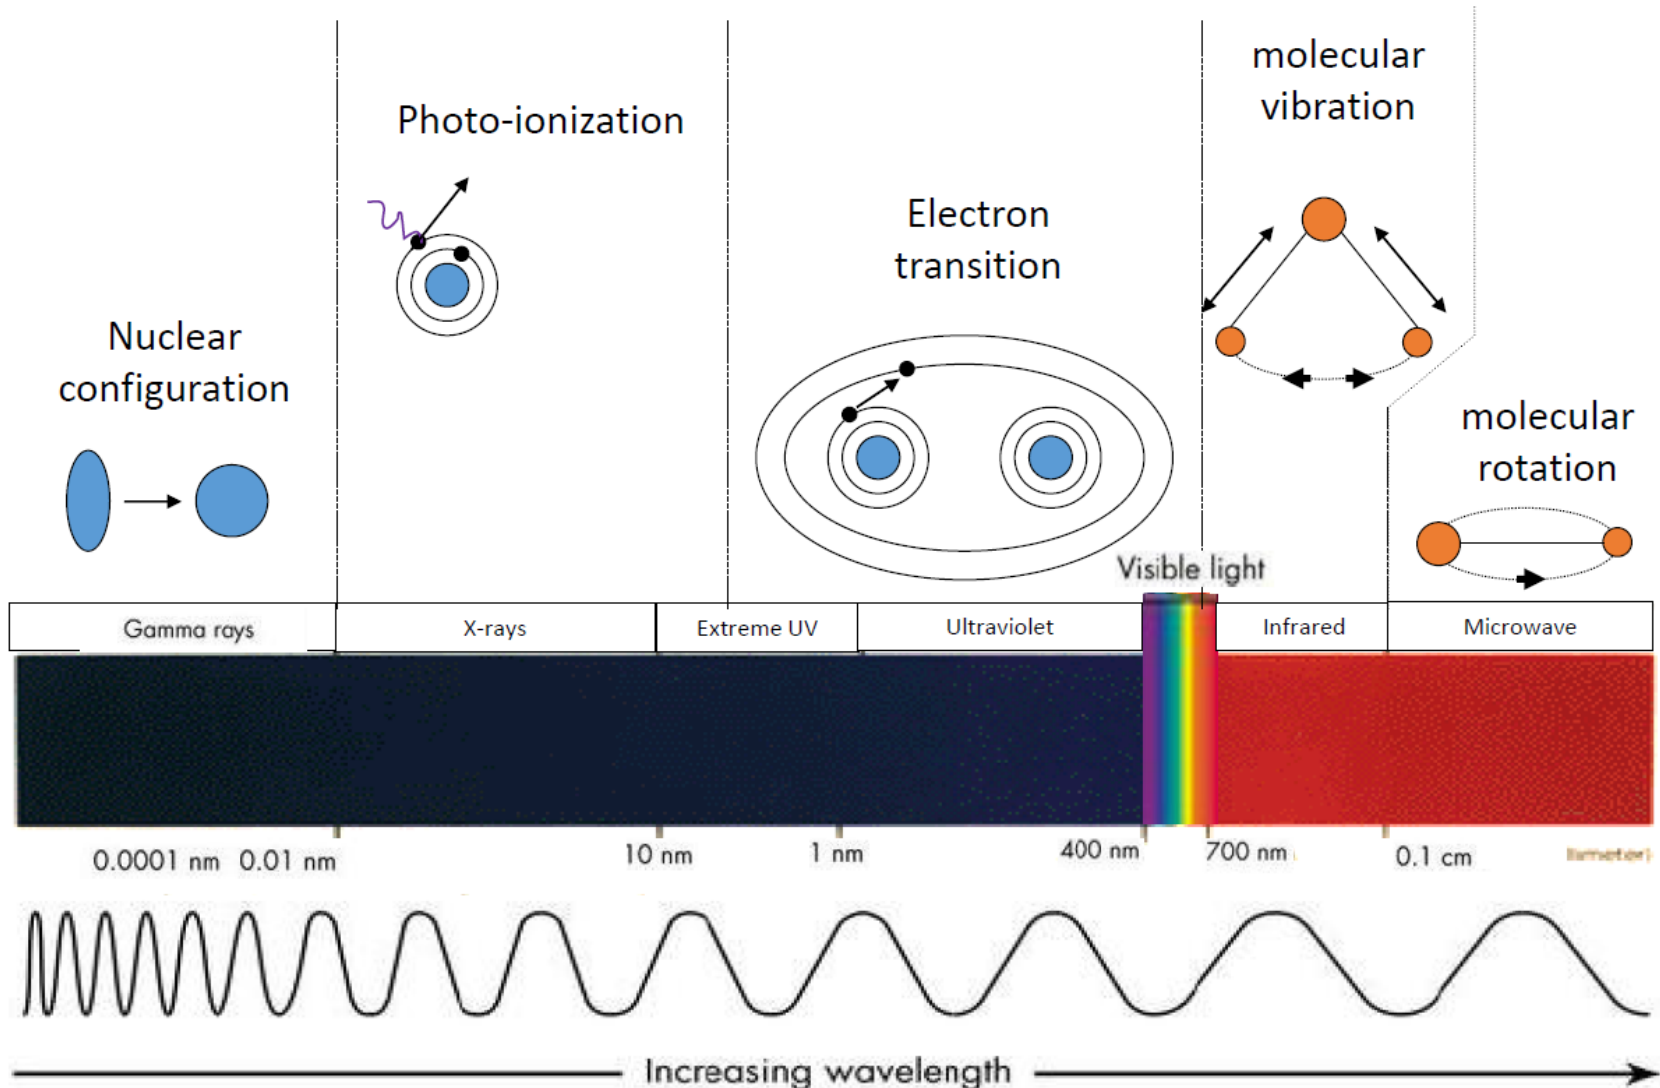 molecular
vibration
Photo-ionization
Electron
transition
Nuclear
configuration
molecular
rotation
Visible light
Gamma rays
X-rays
Extreme UV
Ultraviolet
Infrared
Microwave
0.0001 nm
0.01 nm
10 nm
1 nm
400 nm
700 nm
0.1 cm
Increasing wavelength